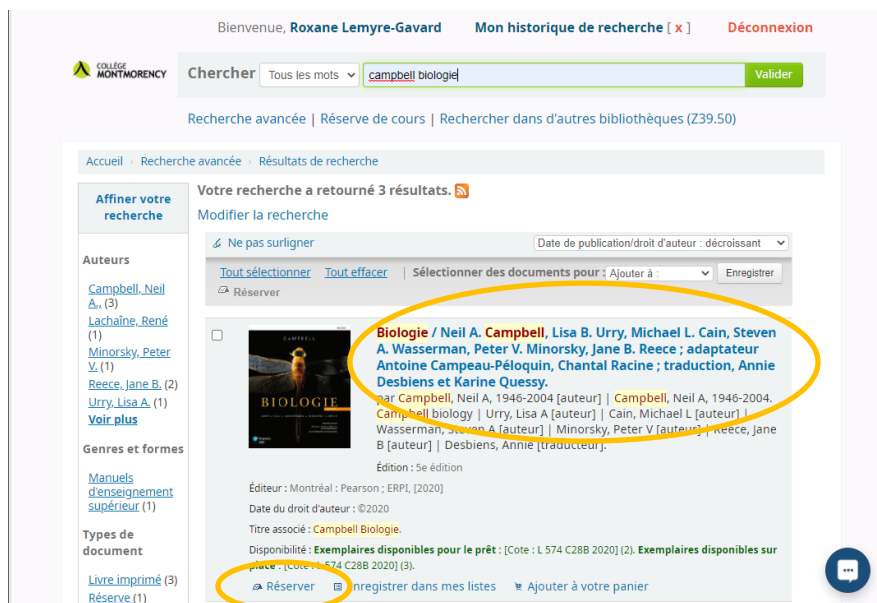 Bienvenue, Roxane Lemyre-Gavard Mon historique de recherche [ x ] Déconnexion
COLLÈGE
MONTMORENCY
Chercher Tous les mots campbell biologie Valider
Recherche avancée | Réserve de cours | Rechercher dans d'autres bibliothèques (Z39.50)
Accueil › Recherche avancée › Résultats de recherche
Affiner votre
recherche
Auteurs
Campbell, Neil
A., (3)
Lachaîne, René
(1)
Minorsky, Peter
V. (1)
Reece, Jane B. (2)
Urry, Lisa A. (1)
Voir plus
Genres et formes
Manuels
d'enseignement
supérieur (1)
Types de
document
Livre imprimé (3)
Réserve (1)
Votre recherche a retourné 3 résultats.
Modifier la recherche
Ne pas surligner Date de publication/droit d'auteur : décroissant
Tout sélectionner Tout effacer | Sélectionner des documents pour : Ajouter à : Enregistrer
Réserver
CAMPBELL
BIOLOGIE
Biologie / Neil A. Campbell, Lisa B. Urry, Michael L. Cain, Steven
A. Wasserman, Peter V. Minorsky, Jane B. Reece ; adaptateur
Antoine Campeau-Péloquin, Chantal Racine ; traduction, Annie
Desbiens et Karine Quessy.
par Campbell, Neil A, 1946-2004 [auteur] | Campbell, Neil A, 1946-2004.
Campbell biology | Urry, Lisa A [auteur] | Cain, Michael L [auteur] |
Wasserman, Steven A [auteur] | Minorsky, Peter V [auteur] | Reece, Jane
B [auteur] | Desbiens, Annie [traducteur].
Édition : 5e édition
Éditeur : Montréal : Pearson ; ERPI, [2020]
Date du droit d'auteur : ©2020
Titre associé : Campbell Biologie.
Disponibilité : Exemplaires disponibles pour le prêt : [Cote : L 574 C28B 2020] (2). Exemplaires disponibles sur
place : [Cote : L 574 C28B 2020] (3).
Réserver Enregistrer dans mes listes Ajouter à votre panier